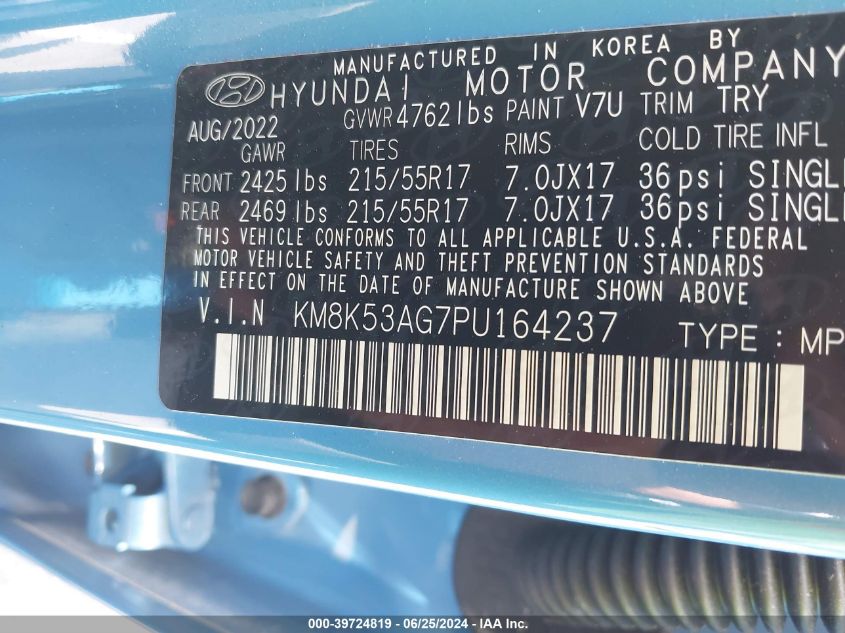 MANUFACTURED IN KOREA BY
HYUNDAI MOTOR COMPANY
AUG/2022 GVWR 4762 lbs PAINT V7U TRIM TRY
GAWR TIRES RIMS COLD TIRE INFL
FRONT 2425 lbs 215/55R17 7.0JX17 36 psi SINGL
REAR 2469 lbs 215/55R17 7.0JX17 36 psi SINGL
THIS VEHICLE CONFORMS TO ALL APPLICABLE U.S.A. FEDERAL
MOTOR VEHICLE SAFETY AND THEFT PREVENTION STANDARDS
IN EFFECT ON THE DATE OF MANUFACTURE SHOWN ABOVE
V.I.N KM8K53AG7PU164237 TYPE: MP
000-39724819 - 06/25/2024 - IAA Inc.